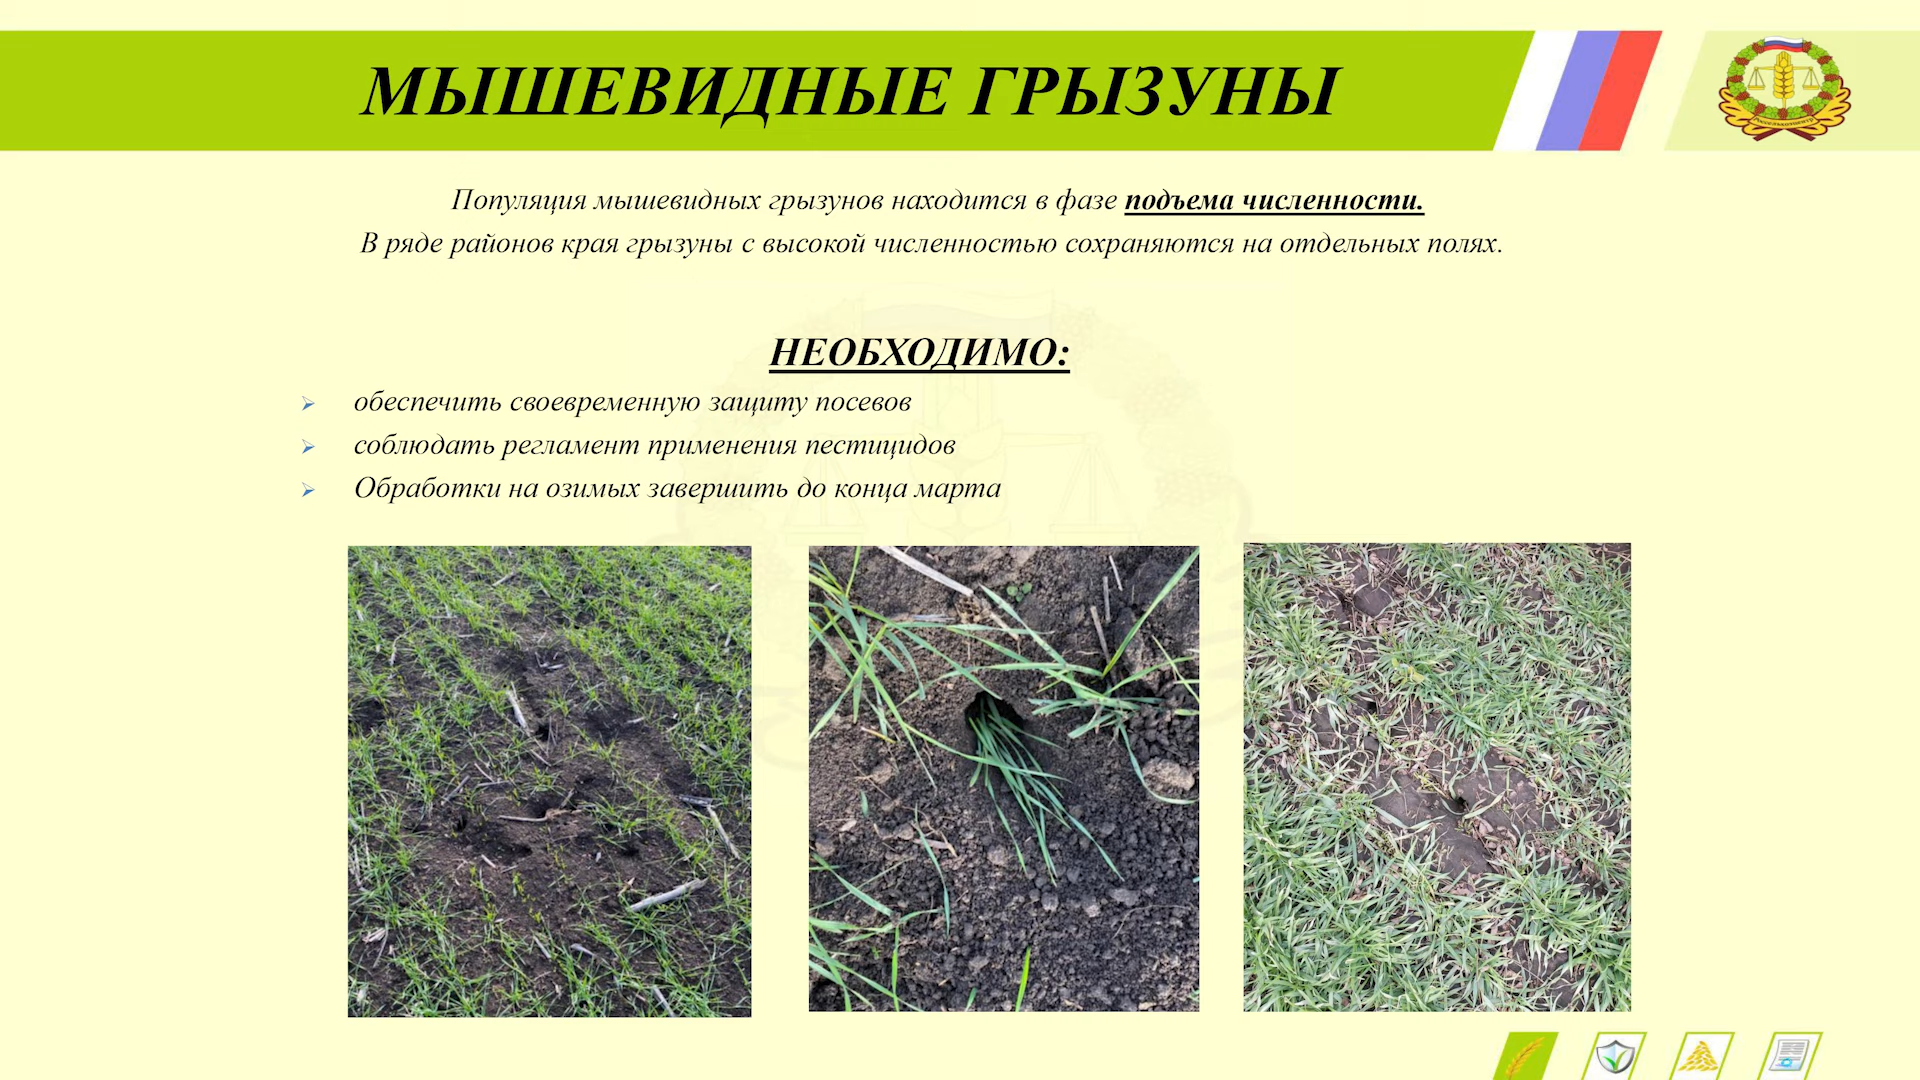 МЫШЕВИДНЫЕ ГРЫЗУНЫ
Популяция мышевидных грызунов находится в фазе подъема численности.
В ряде районов края грызуны с высокой численностью сохраняются на отдельных полях.
НЕОБХОДИМО:
обеспечить своевременную защиту посевов
соблюдать регламент применения пестицидов
Обработки на озимых завершить до конца марта
Россельхозцентр